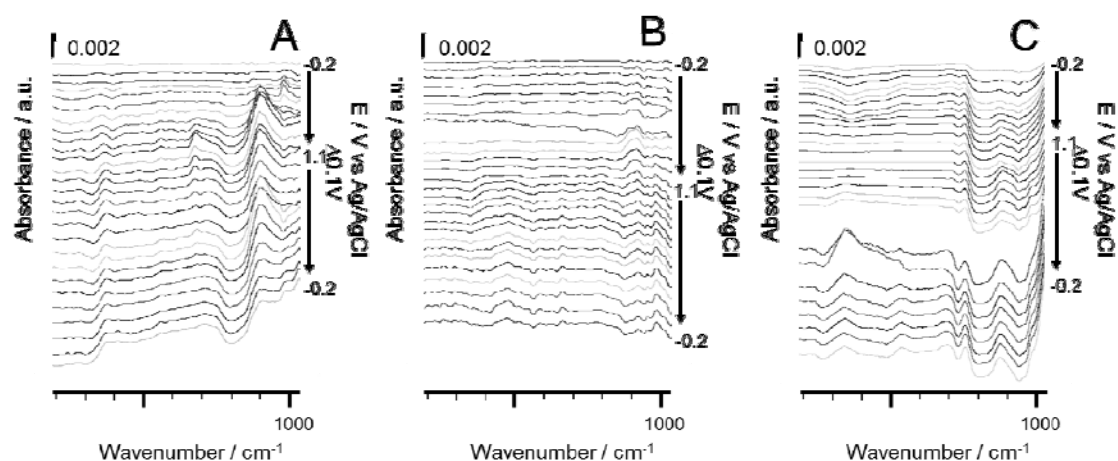 A
0.002
Absorbance / a.u.
-0.2
1.1
-0.2
Δ0.1V
E / V vs Ag/AgCl
1000
Wavenumber / cm-1
B
0.002
Absorbance / a.u.
-0.2
1.1
-0.2
Δ0.1V
E / V vs Ag/AgCl
1000
Wavenumber / cm-1
C
0.002
Absorbance / a.u.
-0.2
1.1
-0.2
Δ0.1V
E / V vs Ag/AgCl
1000
Wavenumber / cm-1